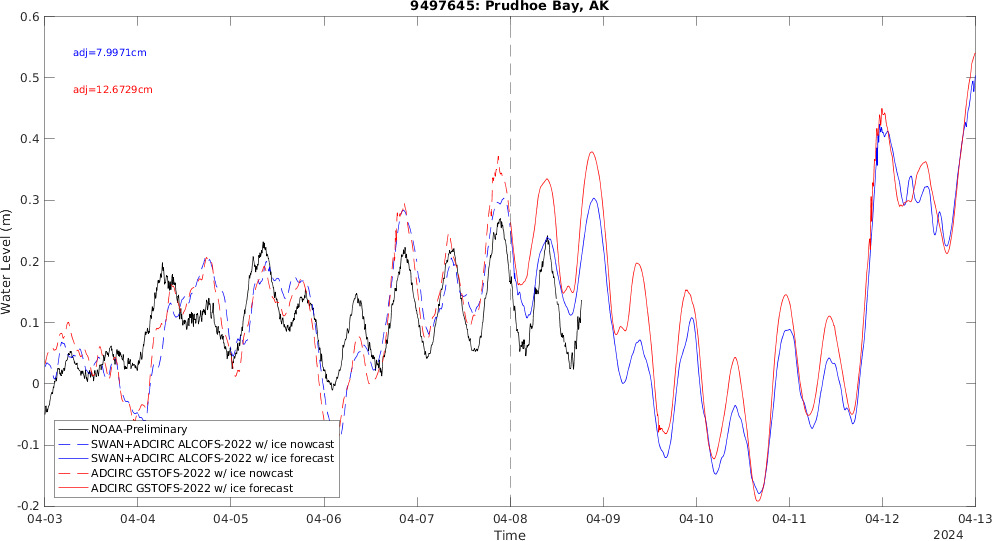 9497645: Prudhoe Bay, AK
0.6
adj=7.9971cm
0.5
adj=12.6729cm
0.4
0.3
0.2
0.1
0
-0.1
-0.2
Water Level (m)
NOAA-Preliminary
SWAN+ADCIRC ALCOFS-2022 w/ ice nowcast
SWAN+ADCIRC ALCOFS-2022 w/ ice forecast
ADCIRC GSTOFS-2022 w/ ice nowcast
ADCIRC GSTOFS-2022 w/ ice forecast
04-03 04-04 04-05 04-06 04-07 04-08 04-09 04-10 04-11 04-12 04-13
Time
2024